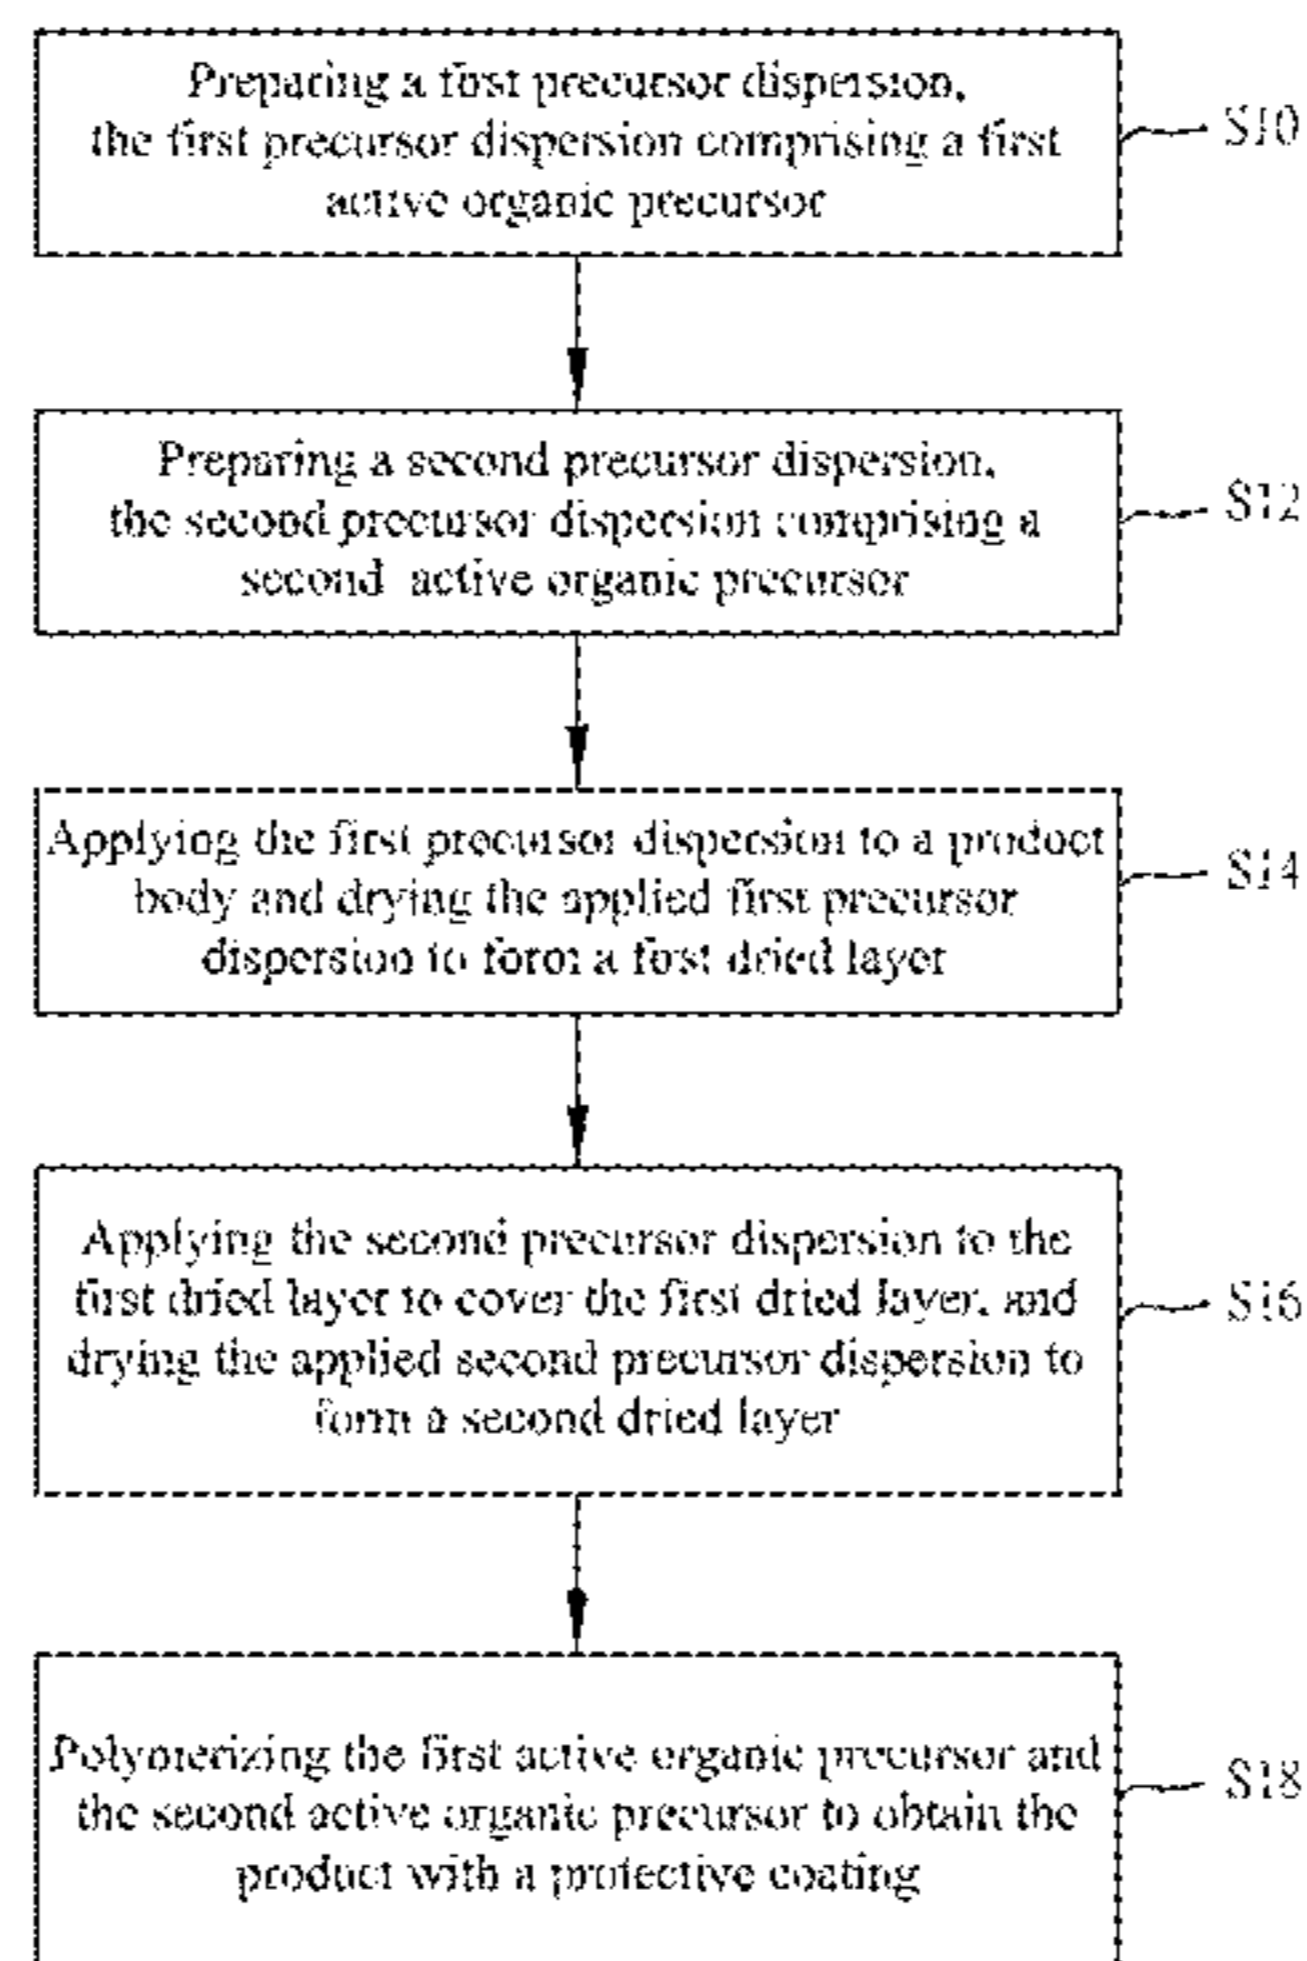 Preparing a first precursor dispersion,
the first precursor dispersion comprising a first
active organic precursor
S10
Preparing a second precursor dispersion,
the second precursor dispersion comprising a
second active organic precursor
S12
Applying the first precursor dispersion to a product
body and drying the applied first precursor
dispersion to form a first dried layer
S14
Applying the second precursor dispersion to the
first dried layer to cover the first dried layer, and
drying the applied second precursor dispersion to
form a second dried layer
S16
Polymerizing the first active organic precursor and
the second active organic precursor to obtain the
product with a protective coating
S18